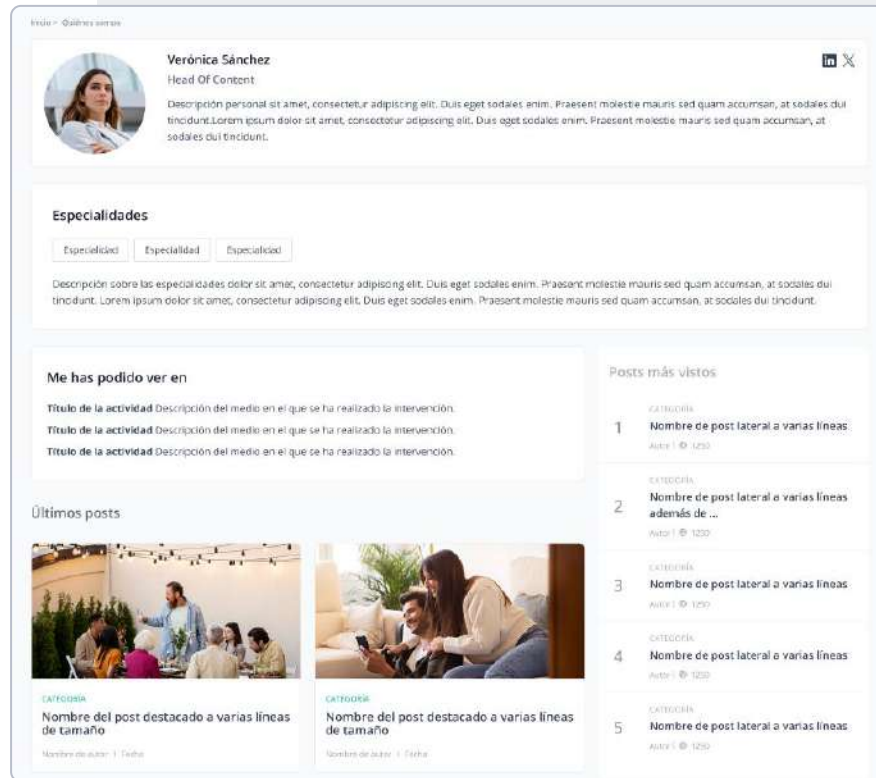 Inicio > Quiénes somos
Verónica Sánchez
Head Of Content
in X
Descripción personal sit amet, consectetur adipiscing elit. Duis eget sodales enim. Praesent molestie mauris sed quam accumsan, at sodales dui
tincidunt.Lorem ipsum dolor sit amet, consectetur adipiscing elit. Duis eget sodales enim. Praesent molestie mauris sed quam accumsan, at
sodales dui tincidunt.
Especialidades
Especialidad Especialidad Especialidad
Descripción sobre las especialidades dolor sit amet, consectetur adipiscing elit. Duis eget sodales enim. Praesent molestie mauris sed quam accumsan, at sodales dui
tincidunt. Lorem ipsum dolor sit amet, consectetur adipiscing elit. Duis eget sodales enim. Praesent molestie mauris sed quam accumsan, at sodales dui tincidunt.
Me has podido ver en
Título de la actividad Descripción del medio en el que se ha realizado la intervención.
Título de la actividad Descripción del medio en el que se ha realizado la intervención.
Título de la actividad Descripción del medio en el que se ha realizado la intervención.
Últimos posts
CATEGORÍA
Nombre del post destacado a varias líneas
de tamaño
Nombre de autor | Fecha
CATEGORÍA
Nombre del post destacado a varias líneas
de tamaño
Nombre de autor | Fecha
Posts más vistos
CATEGORÍA
1 Nombre de post lateral a varias líneas
Autor | 1250
CATEGORÍA
2 Nombre de post lateral a varias líneas
además de ...
Autor | 1250
CATEGORÍA
3 Nombre de post lateral a varias líneas
Autor | 1250
CATEGORÍA
4 Nombre de post lateral a varias líneas
Autor | 1250
CATEGORÍA
5 Nombre de post lateral a varias líneas
Autor | 1250